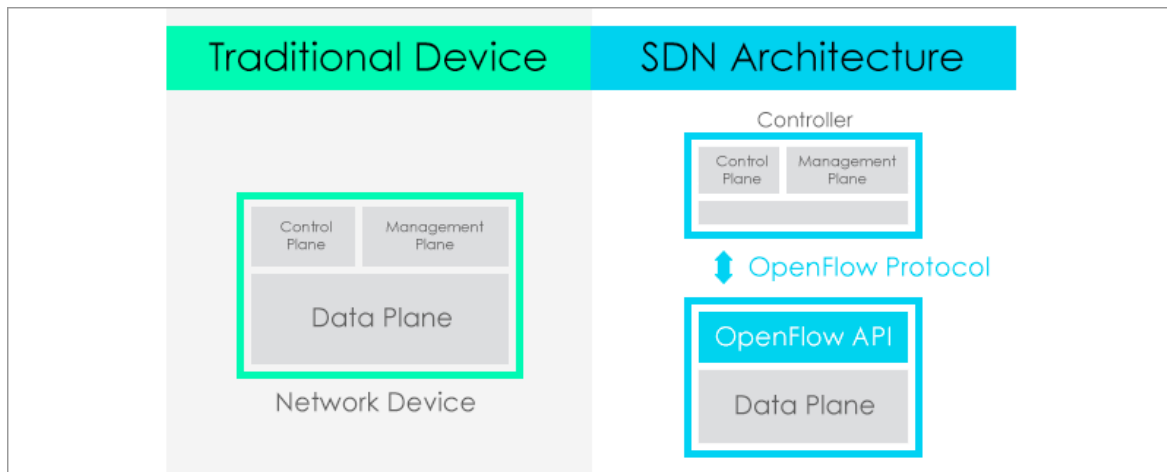 Traditional Device
SDN Architecture
Control
Plane
Management
Plane
Data Plane
Network Device
Controller
Control
Plane
Management
Plane
OpenFlow Protocol
OpenFlow API
Data Plane